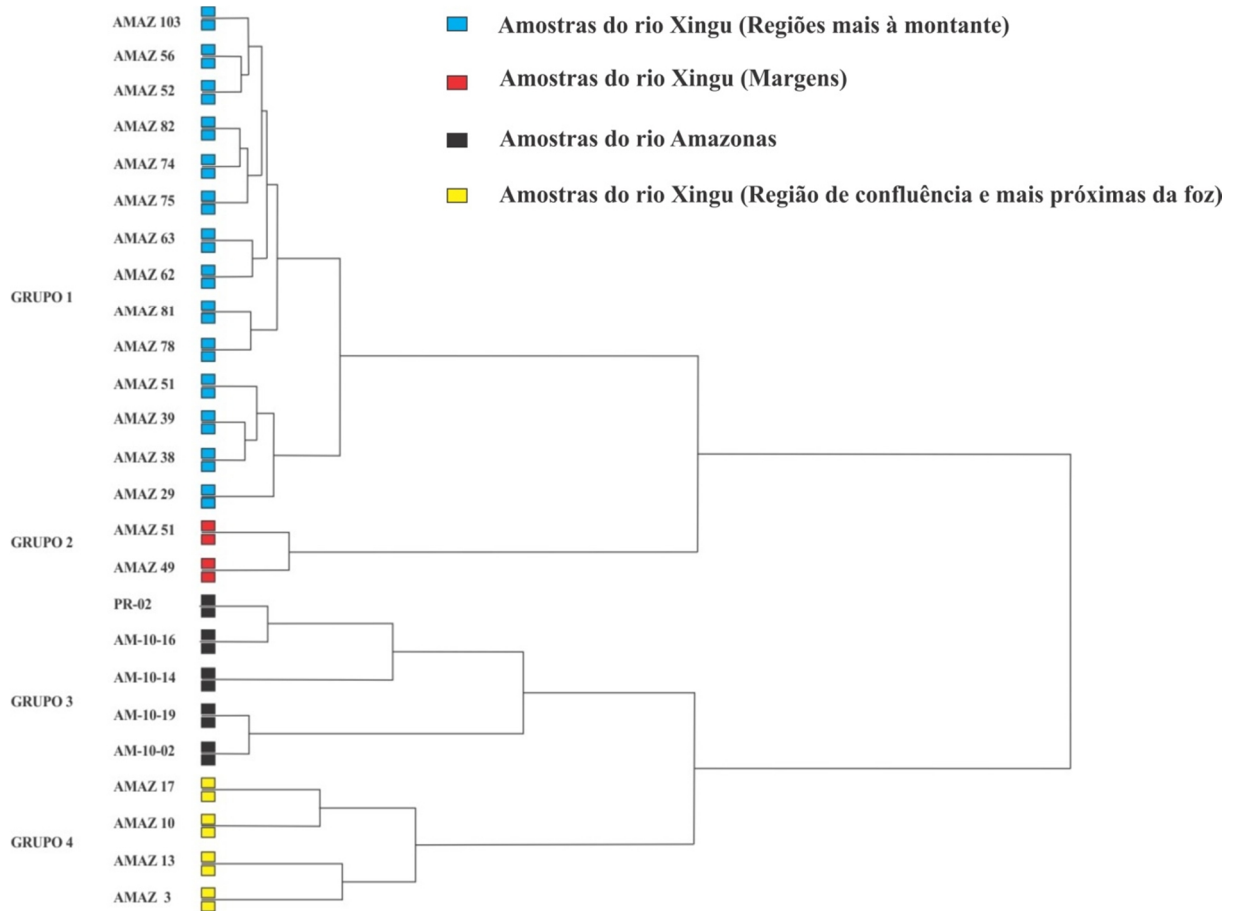 AMAZ 103
AMAZ 56
AMAZ 52
AMAZ 82
AMAZ 74
AMAZ 75
AMAZ 63
AMAZ 62
GRUPO 1
AMAZ 81
AMAZ 78
AMAZ 51
AMAZ 39
AMAZ 38
AMAZ 29
AMAZ 51
GRUPO 2
AMAZ 49
PR-02
AM-10-16
AM-10-14
GRUPO 3
AM-10-19
AM-10-02
AMAZ 17
AMAZ 10
GRUPO 4
AMAZ 13
AMAZ 3
Amostras do rio Xingu (Regiões mais à montante)
Amostras do rio Xingu (Margens)
Amostras do rio Amazonas
Amostras do rio Xingu (Região de confluência e mais próximas da foz)